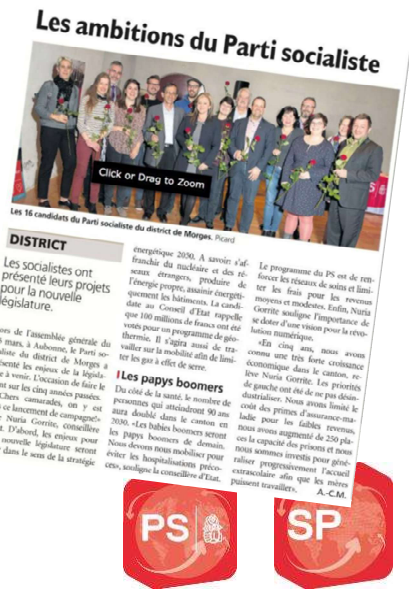 Les ambitions du Parti socialiste
Click or Drag to Zoom
Les 16 candidats du Parti socialiste du district de Morges. Picard
DISTRICT
Les socialistes ont
présenté leurs projets
pour la nouvelle
législature.
ors de l'assemblée générale du
mars, à Aubonne, le Parti so-
liste du district de Morges a
senté les enjeux de la législa-
e à venir. L'occasion de faire le
nt sur les cinq années passées.
Chers camarades, on y est
ce lancement de campagne!»
Nuria Gorrite, conseillère
t. D'abord, les enjeux pour
nouvelle législature seront
dans le sens de la stratégie
énergétique 2030. A savoir s'af-
franchir du nucléaire et des ré-
seaux étrangers, produire de
l'énergie propre, assainir énergéti-
quement les bâtiments. La candi-
date au Conseil d'Etat rappelle
que 100 millions de francs ont été
votés pour un programme de géo-
thermie. Il s'agira aussi de tra-
vailler sur la mobilité afin de limi-
ter les gaz à effet de serre.
Les papys boomers
Du côté de la santé, le nombre de
personnes qui atteindront 90 ans
aura doublé dans le canton en
2030. «Les babies boomers seront
les papys boomers de demain.
Nous devons nous mobiliser pour
éviter les hospitalisations préco-
ces», souligne la conseillère d'Etat.
Le programme du PS est de ren-
forcer les réseaux de soins et limi-
ter les frais pour les revenus
moyens et modestes. Enfin, Nuria
Gorrite souligne l'importance de
se doter d'une vision pour la révo-
lution numérique.
«En cinq ans, nous avons
connu une très forte croissance
économique dans le canton, re-
lève Nuria Gorrite. Les priorités
de gauche ont été de ne pas désin-
dustrialiser. Nous avons limité le
coût des primes d'assurance-ma-
ladie pour les faibles revenus,
nous avons augmenté de 250 pla-
ces la capacité des prisons et nous
nous sommes investis pour géné-
raliser progressivement l'accueil
extrascolaire afin que les mères
puissent travailler».
A.-C.M.
PS
SP